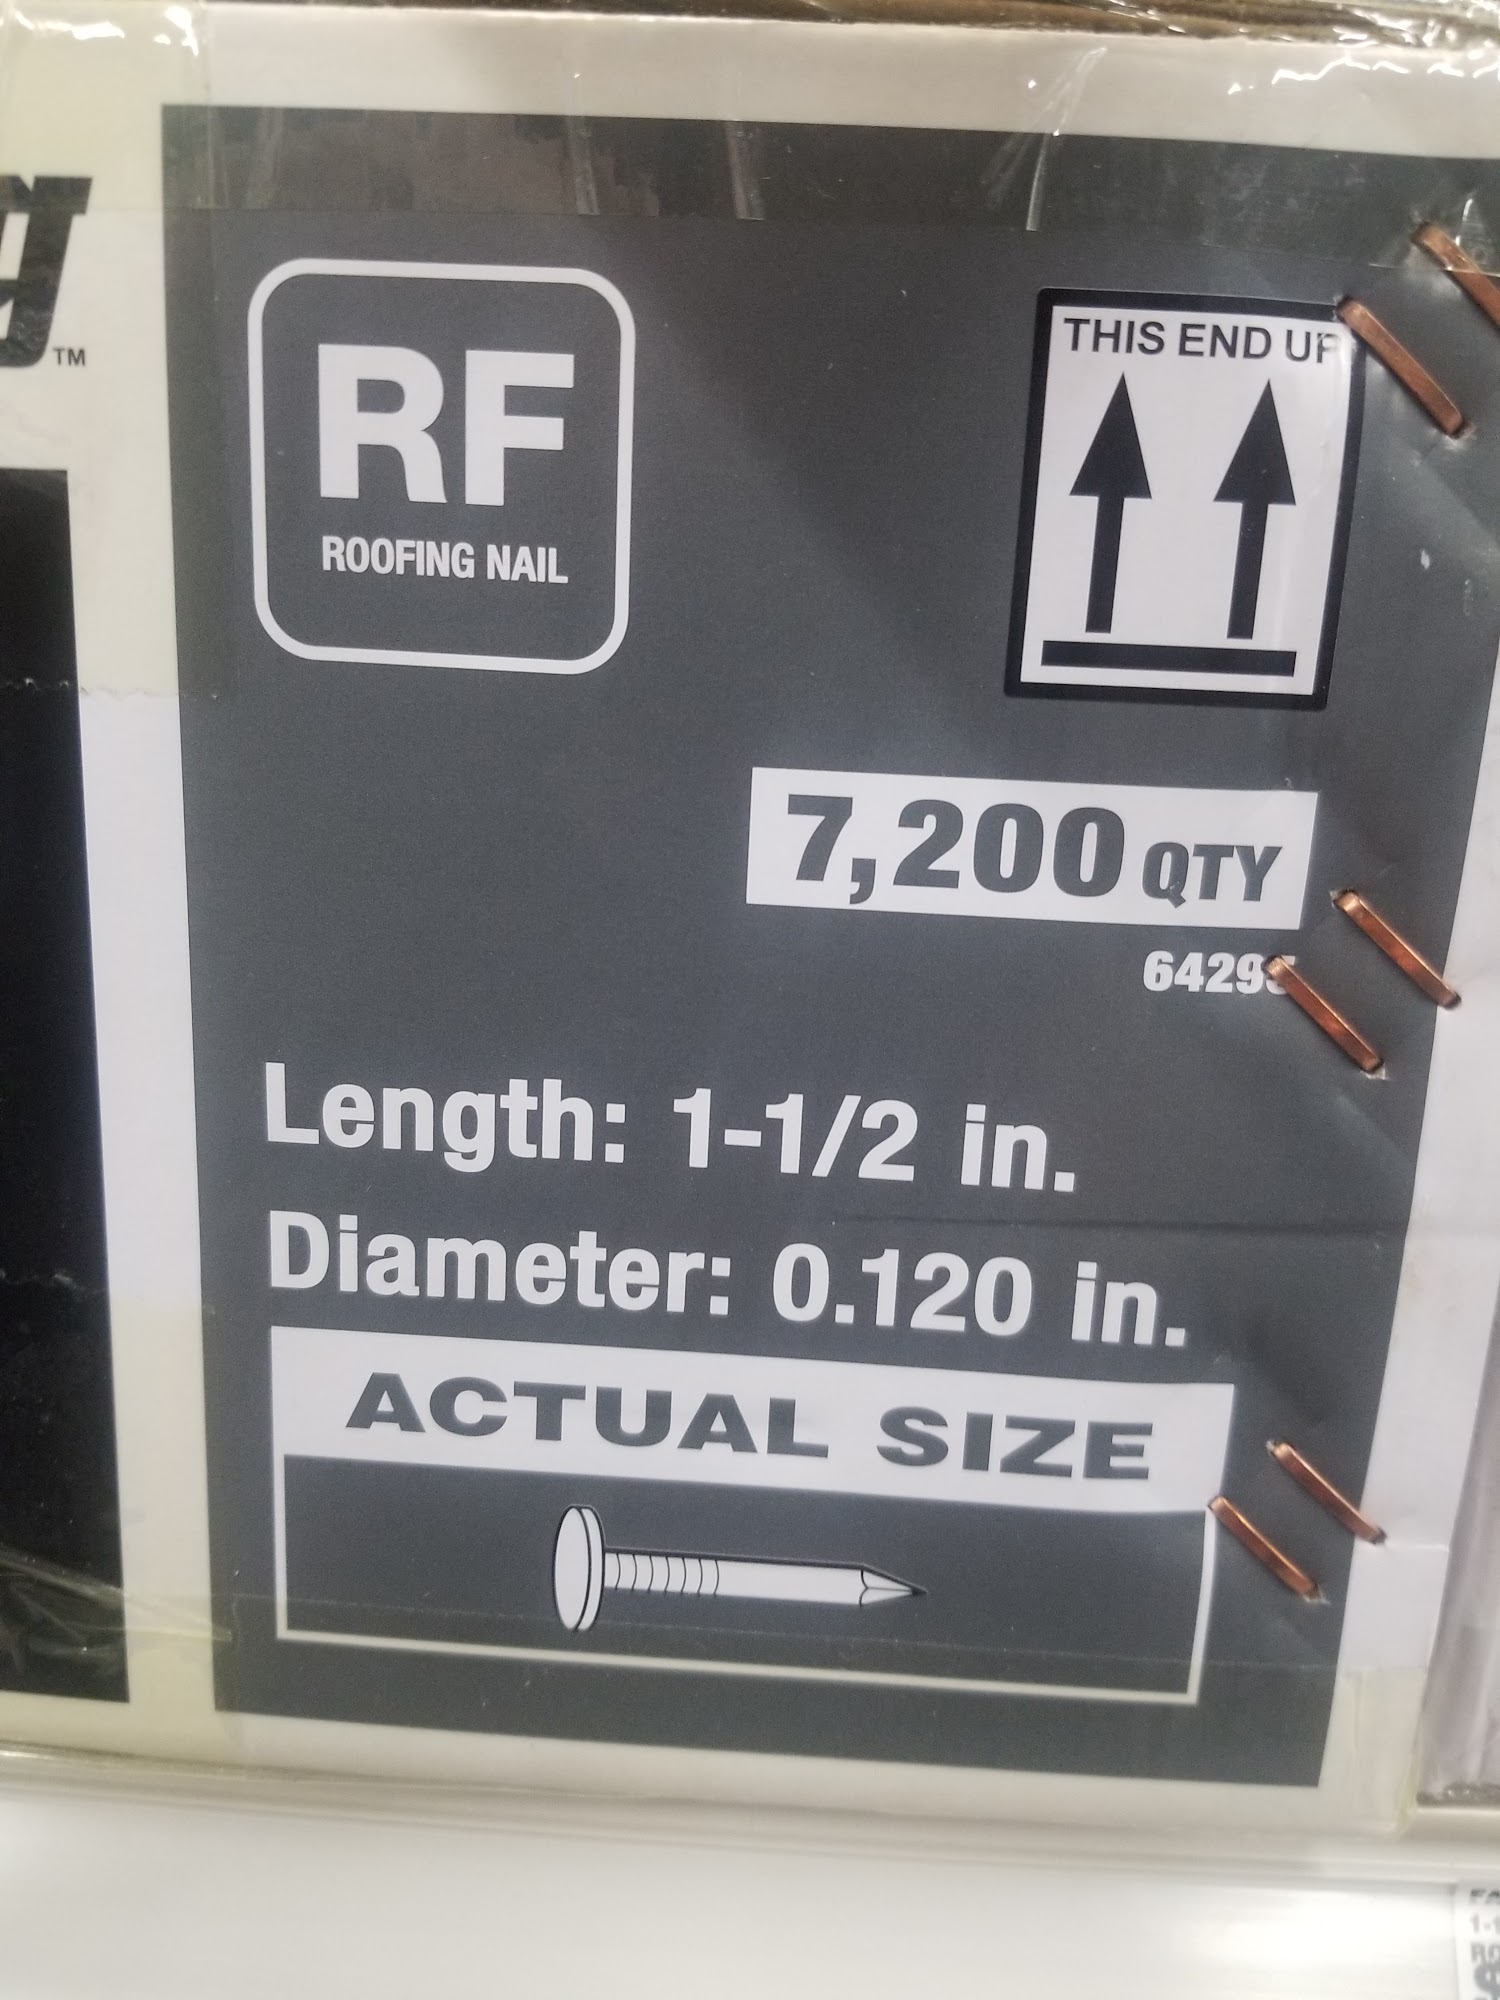 TM
RF
ROOFING NAIL
THIS END UP
7,200 QTY
Length: 1-1/2 in.
Diameter: 0.120 in.
ACTUAL SIZE